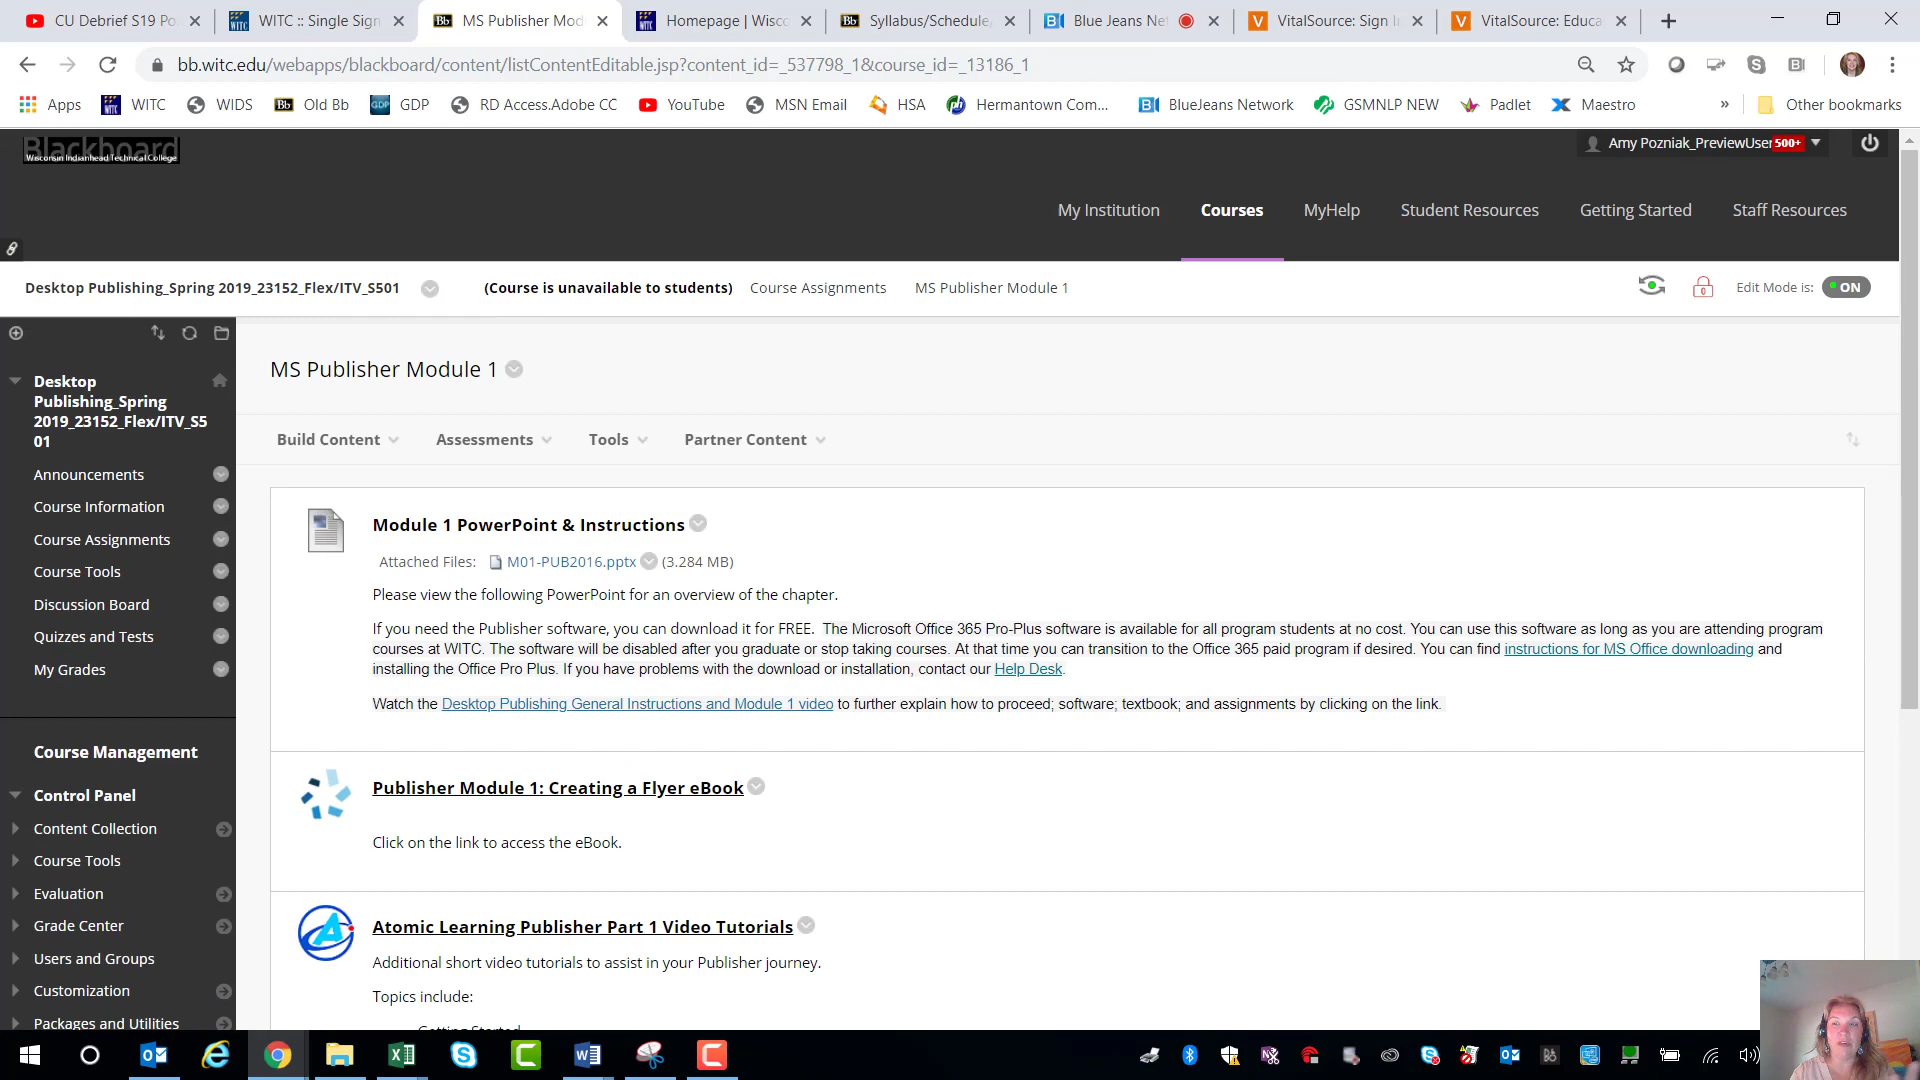 CU Debrief S19 Po
WITC :: Single Sign
MS Publisher Mod
Homepage | Wisco
Syllabus/Schedule
Blue Jeans Net
VitalSource: Sign I
VitalSource: Educa
bb.witc.edu/webapps/blackboard/content/listContentEditable.jsp?content_id=_537798_1&course_id=_13186_1
Apps
WITC
WIDS
Old Bb
GDP
RD Access.Adobe CC
YouTube
MSN Email
HSA
Hermantown Com...
BlueJeans Network
GSMNLP NEW
Padlet
Maestro
»
Other bookmarks
Blackboard
Wisconsin Indianhead Technical College
Amy Pozniak_PreviewUser 500+
My Institution
Courses
MyHelp
Student Resources
Getting Started
Staff Resources
Desktop Publishing_Spring 2019_23152_Flex/ITV_S501
(Course is unavailable to students)
Course Assignments
MS Publisher Module 1
Edit Mode is: ON
Desktop
Publishing_Spring
2019_23152_Flex/ITV_S5
01
Announcements
Course Information
Course Assignments
Course Tools
Discussion Board
Quizzes and Tests
My Grades
Course Management
Control Panel
Content Collection
Course Tools
Evaluation
Grade Center
Users and Groups
Customization
Packages and Utilities
MS Publisher Module 1
Build Content
Assessments
Tools
Partner Content
Module 1 PowerPoint & Instructions
Attached Files: M01-PUB2016.pptx (3.284 MB)
Please view the following PowerPoint for an overview of the chapter.
If you need the Publisher software, you can download it for FREE. The Microsoft Office 365 Pro-Plus software is available for all program students at no cost. You can use this software as long as you are attending program
courses at WITC. The software will be disabled after you graduate or stop taking courses. At that time you can transition to the Office 365 paid program if desired. You can find instructions for MS Office downloading and
installing the Office Pro Plus. If you have problems with the download or installation, contact our Help Desk.
Watch the Desktop Publishing General Instructions and Module 1 video to further explain how to proceed; software; textbook; and assignments by clicking on the link.
Publisher Module 1: Creating a Flyer eBook
Click on the link to access the eBook.
Atomic Learning Publisher Part 1 Video Tutorials
Additional short video tutorials to assist in your Publisher journey.
Topics include:
Getting Started